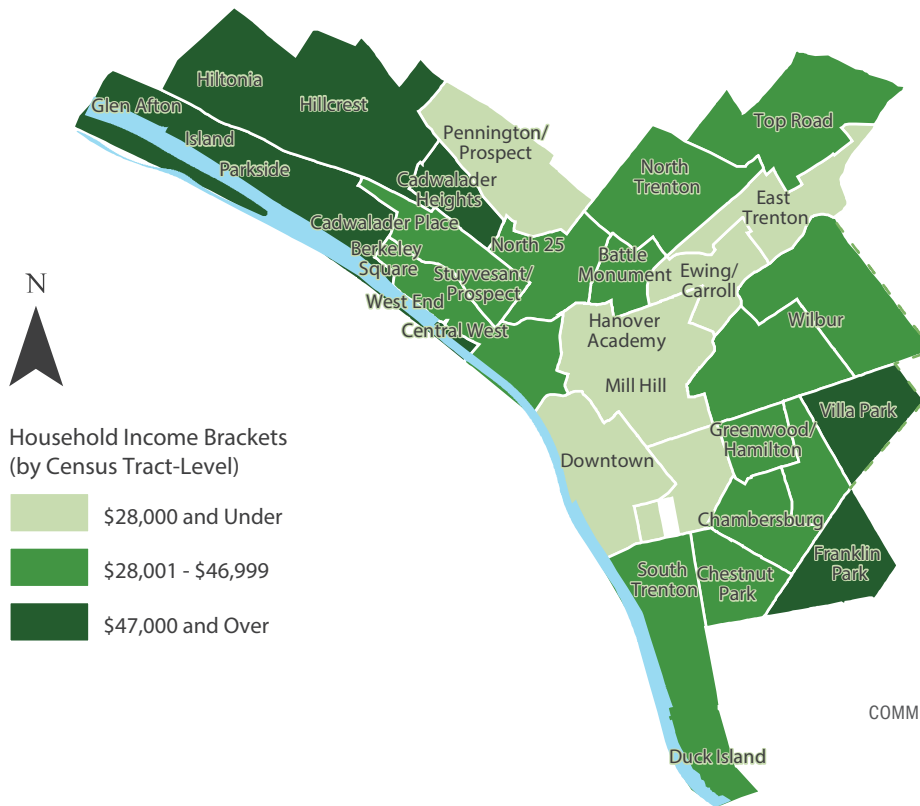 Hiltonia
Glen Afton
Hillcrest
Island
Parkside
Pennington/
Prospect
Top Road
North
Trenton
Cadwalader
Heights
East
Trenton
Cadwalader Place
North 25
Berkeley
Square
Battle
Monument
Stuyvesant/
Prospect
Ewing/
Carroll
West End
Central West
Hanover
Academy
Wilbur
Mill Hill
Villa Park
Greenwood/
Hamilton
Downtown
Chambersburg
South
Trenton
Chestnut
Park
Franklin
Park
Duck Island
N
Household Income Brackets
(by Census Tract-Level)
$28,000 and Under
$28,001 - $46,999
$47,000 and Over
COMM